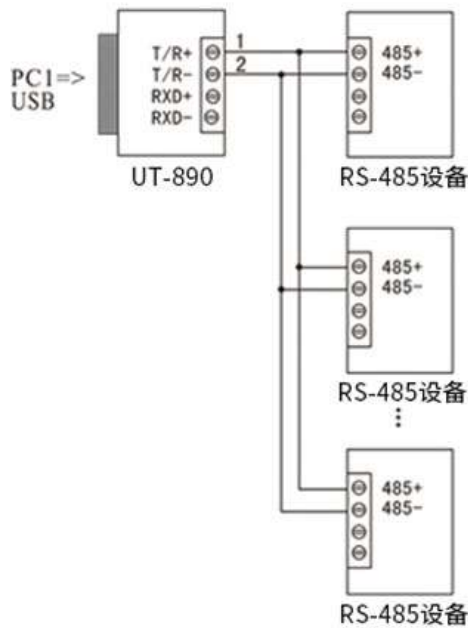 PC1=>
USB
T/R+
T/R-
RXD+
RXD-
1
2
UT-890
485+
485-
RS-485设备
485+
485-
RS-485设备
⋮
485+
485-
RS-485设备